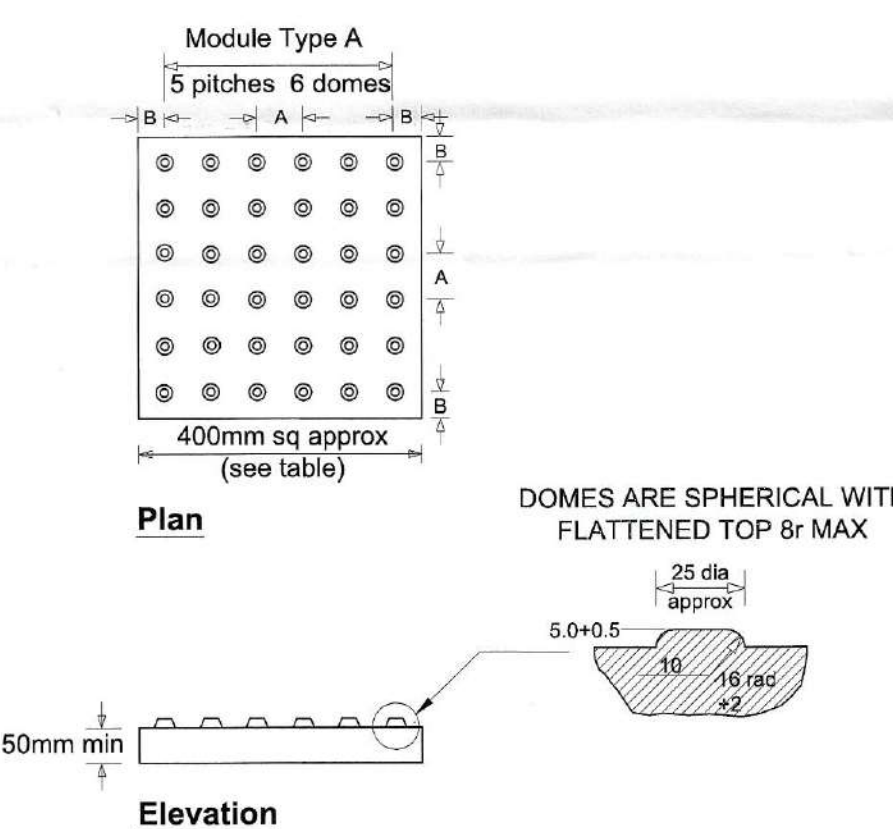 Module Type A
5 pitches 6 domes
B
A
B
B
A
B
400mm sq approx
(see table)
Plan
DOMES ARE SPHERICAL WITH
FLATTENED TOP 8r MAX
25 dia
approx
5.0+0.5
10
16 rad
+2
50mm min
Elevation